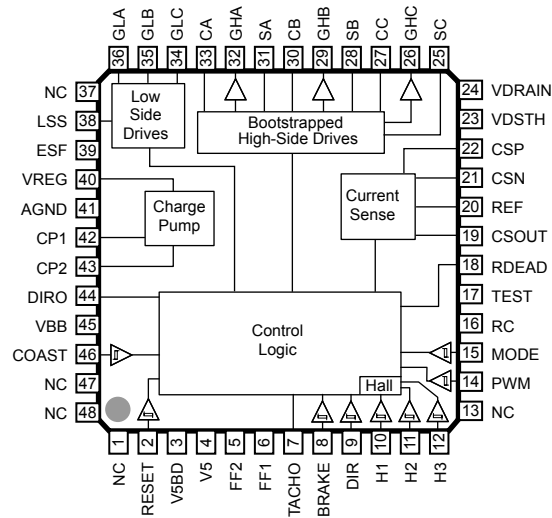 GLA
GLB
GLC
CA
GHA
SA
CB
GHB
SB
CC
GHC
SC
36
35
34
33
32
31
30
29
28
27
26
25
NC 37
LSS 38
ESF 39
VREG 40
AGND 41
CP1 42
CP2 43
DIRO 44
VBB 45
COAST 46
NC 47
NC 48
Low
Side
Drives
Bootstrapped
High-Side Drives
Charge
Pump
Current
Sense
Control
Logic
Hall
24 VDRAIN
23 VDSTH
22 CSP
21 CSN
20 REF
19 CSOUT
18 RDEAD
17 TEST
16 RC
15 MODE
14 PWM
13 NC
1
2
3
4
5
6
7
8
9
10
11
12
NC
RESET
V5BD
V5
FF2
FF1
TACHO
BRAKE
DIR
H1
H2
H3